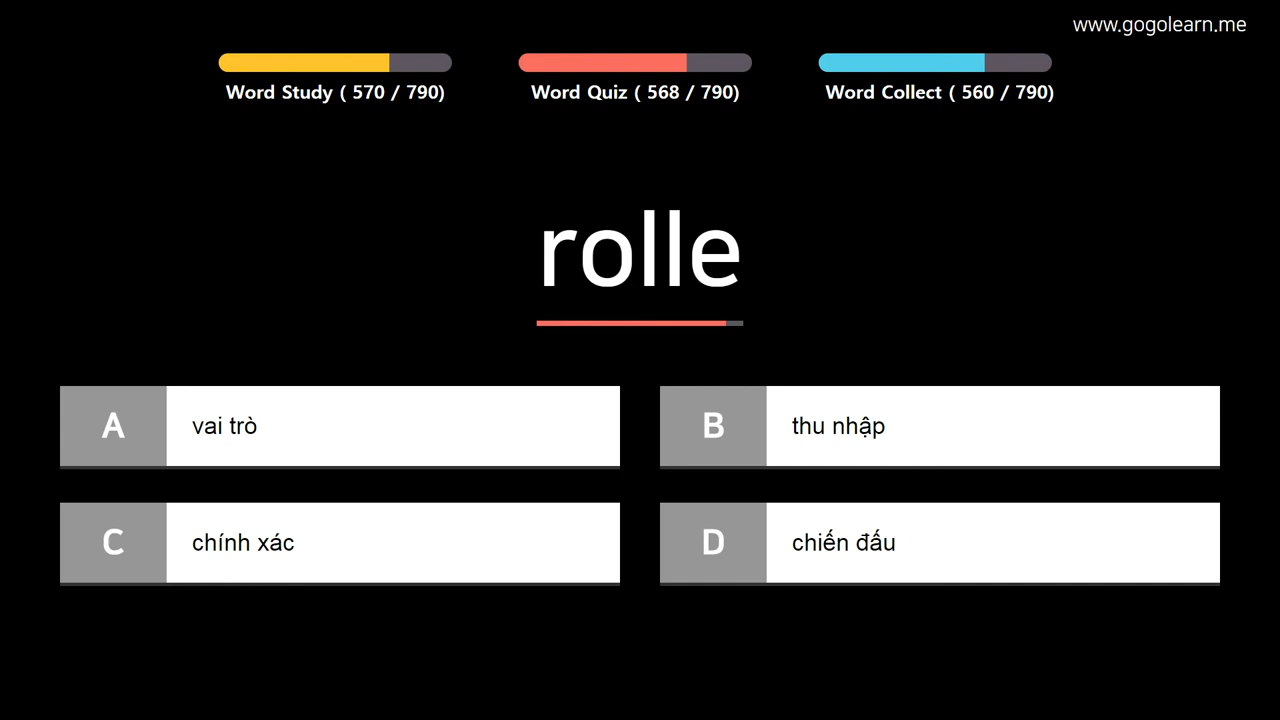 www.gogolearn.me
Word Study ( 570 / 790)
Word Quiz ( 568 / 790)
Word Collect ( 560 / 790)
rolle
A vai trò
B thu nhập
C chính xác
D chiến đấu